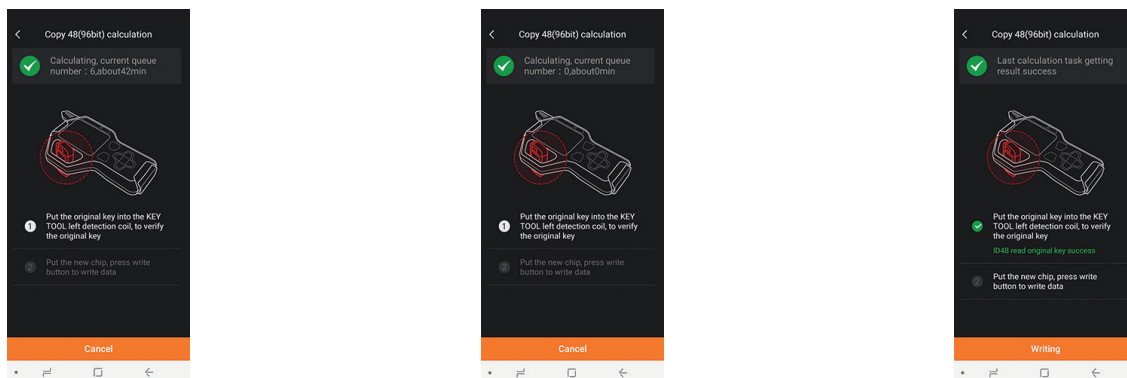 Copy 48(96bit) calculation
Calculating, current queue
number：6,about42min
1
Put the original key into the KEY
TOOL left detection coil, to verify
the original key
2
Put the new chip, press write
button to write data
Cancel
Copy 48(96bit) calculation
Calculating, current queue
number：0,about0min
1
Put the original key into the KEY
TOOL left detection coil, to verify
the original key
2
Put the new chip, press write
button to write data
Cancel
Copy 48(96bit) calculation
Last calculation task getting
result success
Put the original key into the KEY
TOOL left detection coil, to verify
the original key
ID48 read original key success
2
Put the new chip, press write
button to write data
Writing